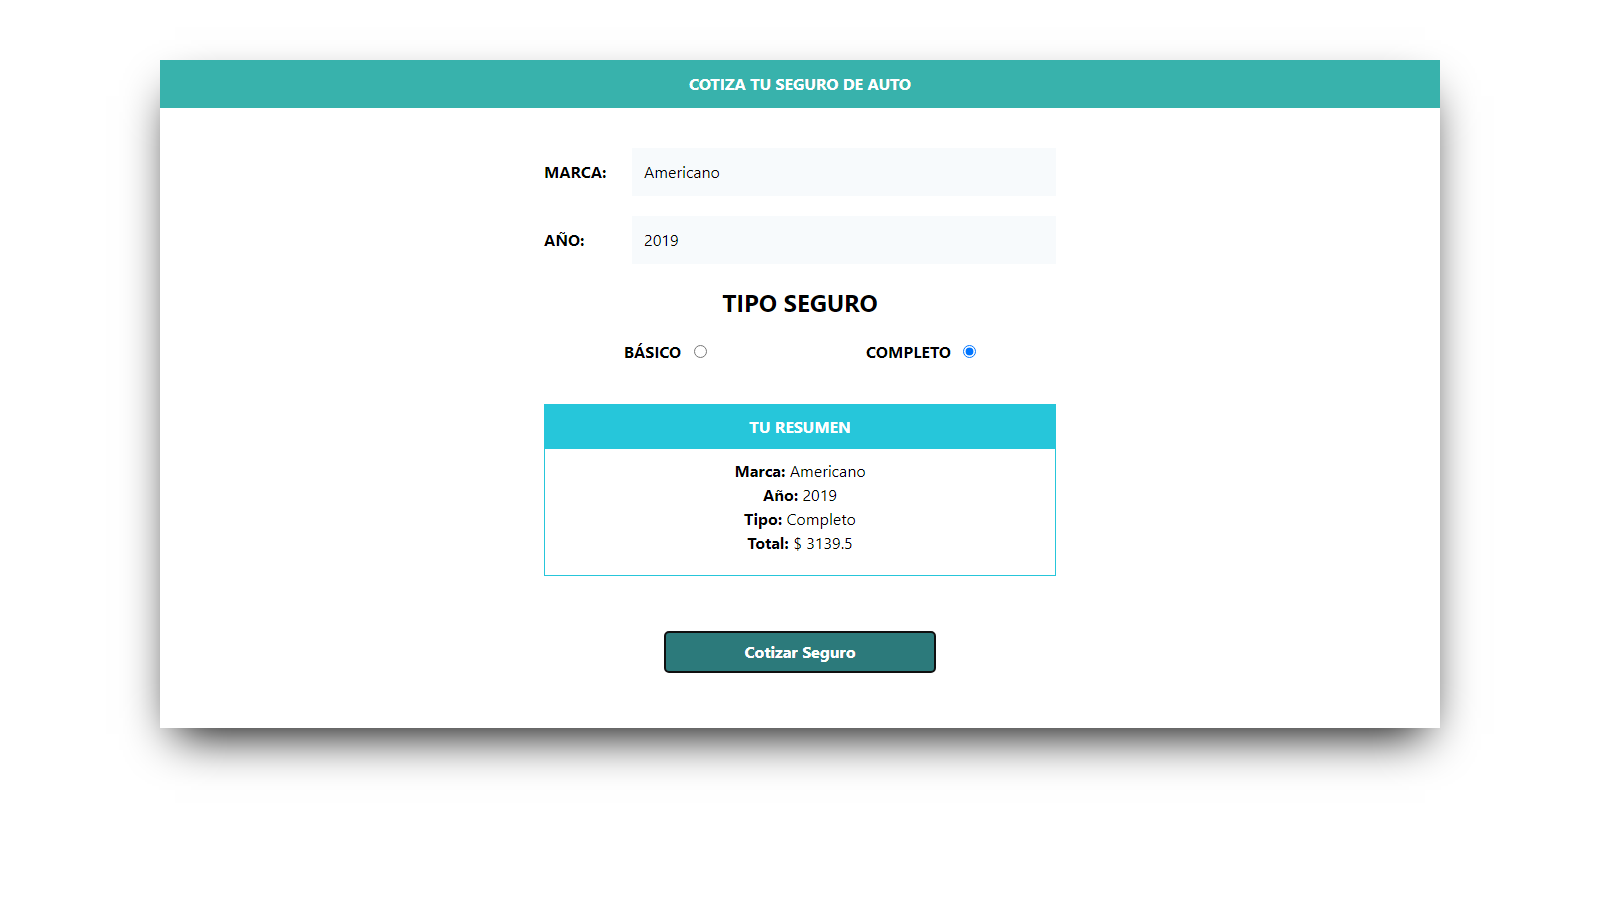 COTIZA TU SEGURO DE AUTO
MARCA: Americano
AÑO: 2019
TIPO SEGURO
BÁSICO COMPLETO
TU RESUMEN
Marca: Americano
Año: 2019
Tipo: Completo
Total: $ 3139.5
Cotizar Seguro